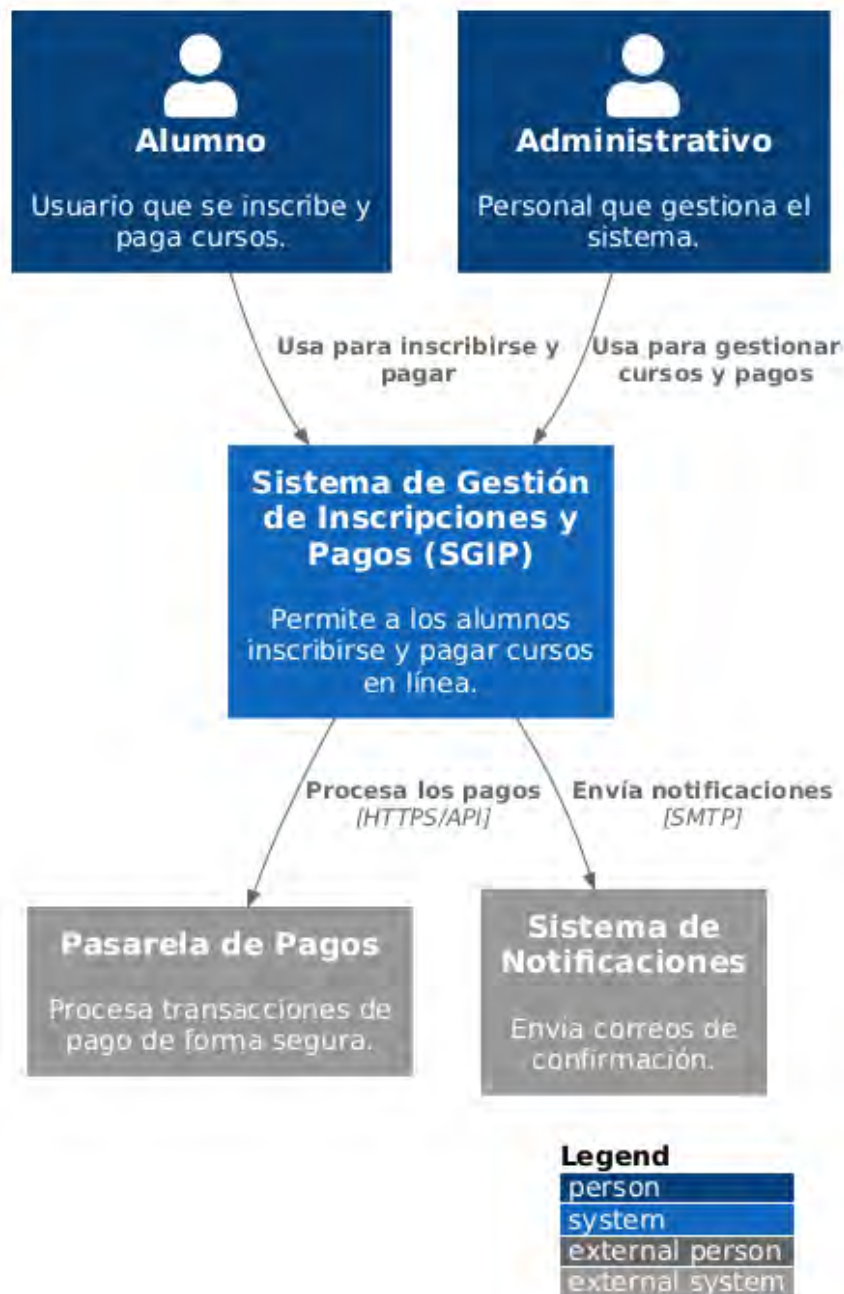 Alumno
Usuario que se inscribe y
paga cursos.
Administrativo
Personal que gestiona el
sistema.
Usa para inscribirse y
pagar
Usa para gestionar
cursos y pagos
Sistema de Gestión
de Inscripciones y
Pagos (SGIP)
Permite a los alumnos
inscribirse y pagar cursos
en línea.
Procesa los pagos
[HTTPS/API]
Envía notificaciones
[SMTP]
Pasarela de Pagos
Procesa transacciones de
pago de forma segura.
Sistema de
Notificaciones
Envia correos de
confirmación.
Legend
person
system
external person
external system